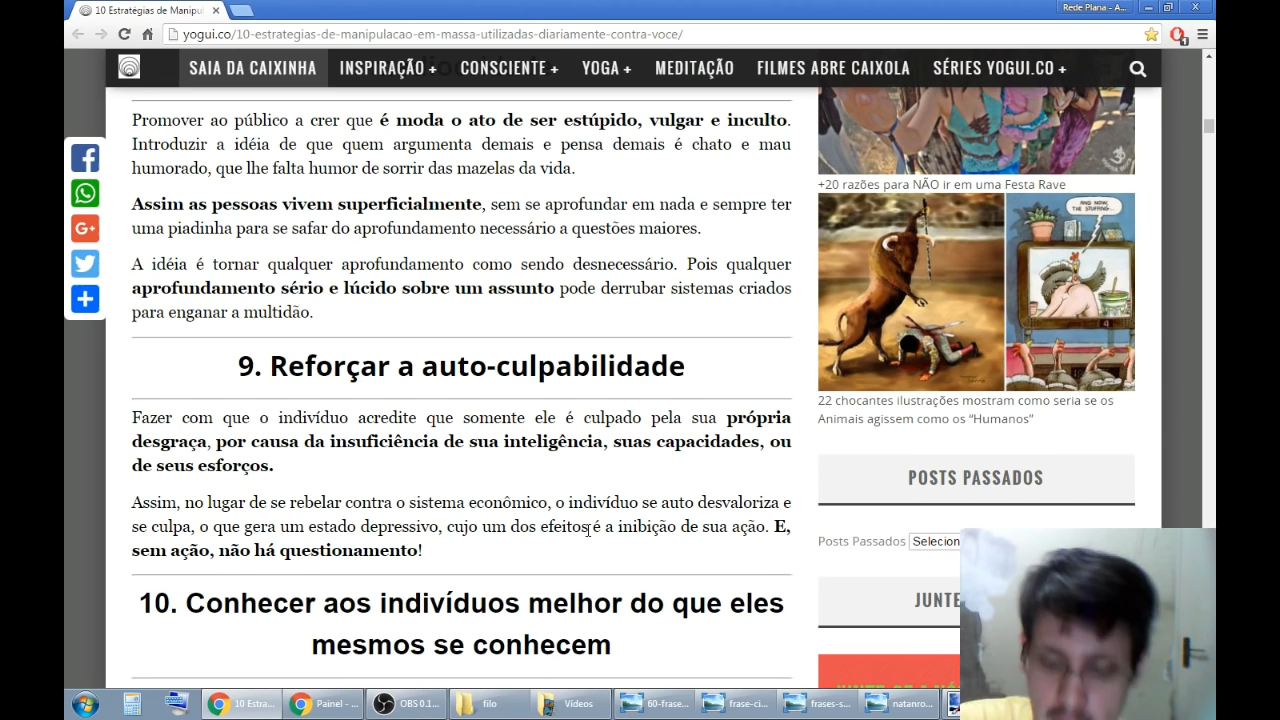 10 Estratégias de Manipul
Rede Plana - A...
yogui.co/10-estrategias-de-manipulacao-em-massa-utilizadas-diariamente-contra-voce/
SAIA DA CAIXINHA INSPIRAÇÃO + CONSCIENTE + YOGA + MEDITAÇÃO FILMES ABRE CAIXOLA SÉRIES YOGUI.CO +
Promover ao público a crer que é moda o ato de ser estúpido, vulgar e inculto.
Introduzir a idéia de que quem argumenta demais e pensa demais é chato e mau
humorado, que lhe falta humor de sorrir das mazelas da vida.
Assim as pessoas vivem superficialmente, sem se aprofundar em nada e sempre ter
uma piadinha para se safar do aprofundamento necessário a questões maiores.
A idéia é tornar qualquer aprofundamento como sendo desnecessário. Pois qualquer
aprofundamento sério e lúcido sobre um assunto pode derrubar sistemas criados
para enganar a multidão.
9. Reforçar a auto-culpabilidade
Fazer com que o indivíduo acredite que somente ele é culpado pela sua própria
desgraça, por causa da insuficiência de sua inteligência, suas capacidades, ou
de seus esforços.
Assim, no lugar de se rebelar contra o sistema econômico, o indivíduo se auto desvaloriza e
se culpa, o que gera um estado depressivo, cujo um dos efeitos é a inibição de sua ação. E,
sem ação, não há questionamento!
10. Conhecer aos indivíduos melhor do que eles
mesmos se conhecem
+20 razões para NÃO ir em uma Festa Rave
AND NOW,
THE STUFFING...
22 chocantes ilustrações mostram como seria se os
Animais agissem como os "Humanos"
POSTS PASSADOS
Posts Passados Selecion
JUNTE
10 Estra... Painel - ... OBS 0.1... filo Vídeos 60-frase... frase-ci... frases-s... natanro...